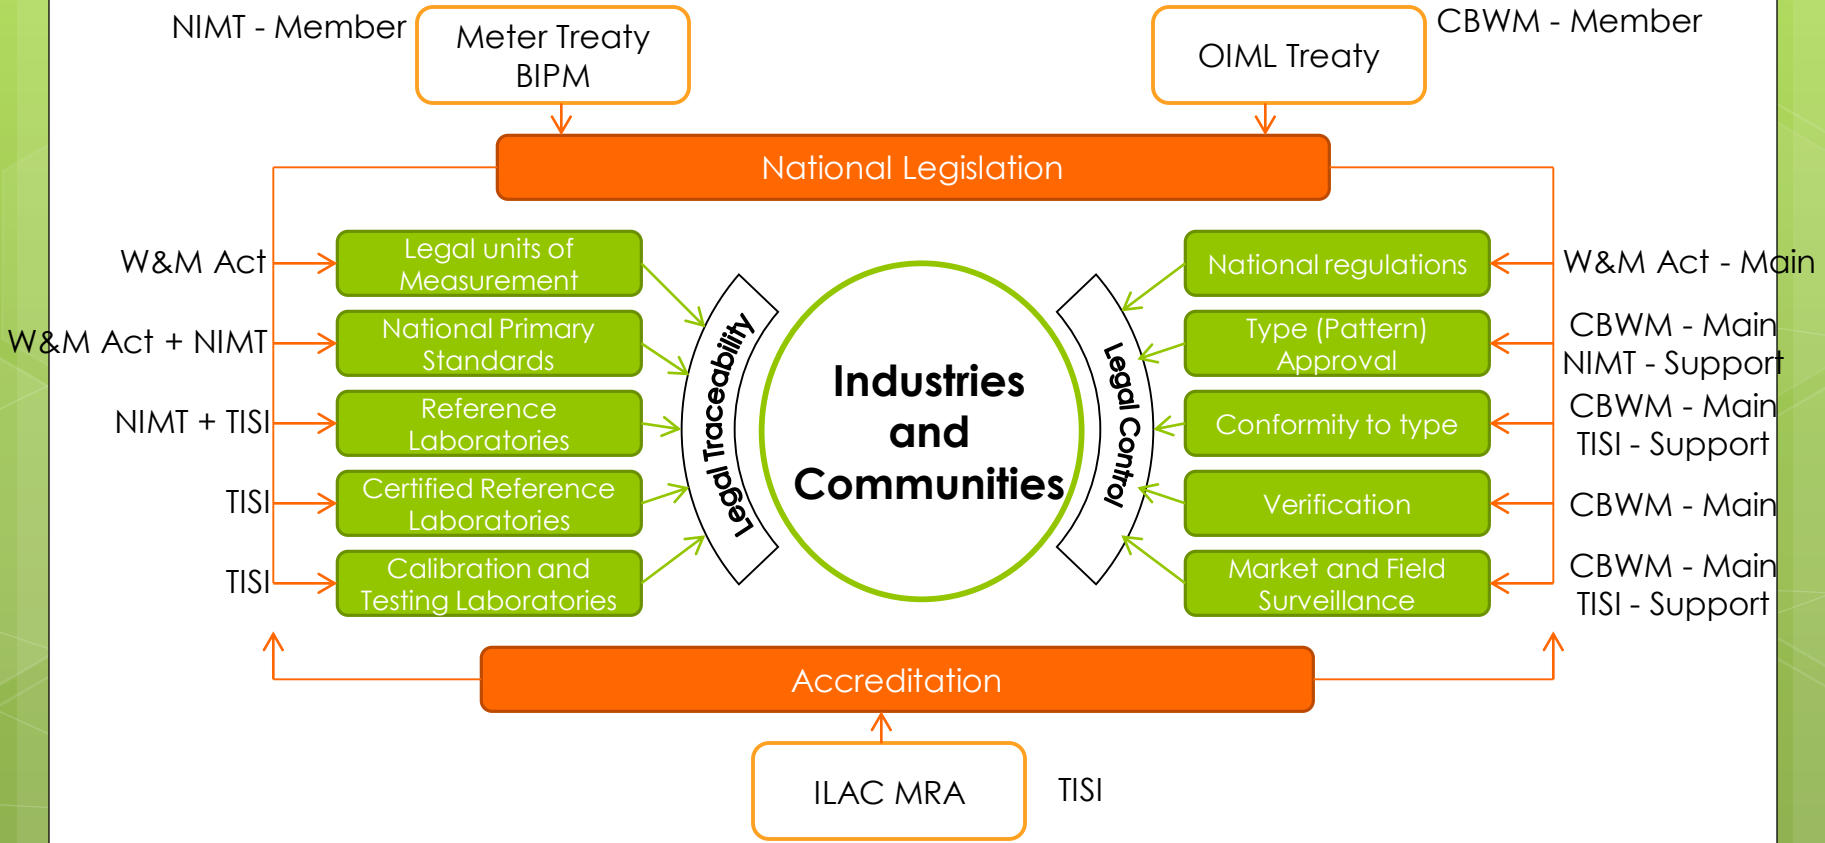 NIMT - Member
Meter Treaty
BIPM
OIML Treaty
CBWM - Member
National Legislation
W&M Act
Legal units of
Measurement
W&M Act + NIMT
National Primary
Standards
NIMT + TISI
Reference
Laboratories
TISI
Certified Reference
Laboratories
TISI
Calibration and
Testing Laboratories
Legal Traceability
Industries
and
Communities
Legal Control
National regulations
W&M Act - Main
Type (Pattern)
Approval
CBWM - Main
NIMT - Support
Conformity to type
CBWM - Main
TISI - Support
Verification
CBWM - Main
Market and Field
Surveillance
CBWM - Main
TISI - Support
Accreditation
ILAC MRA
TISI